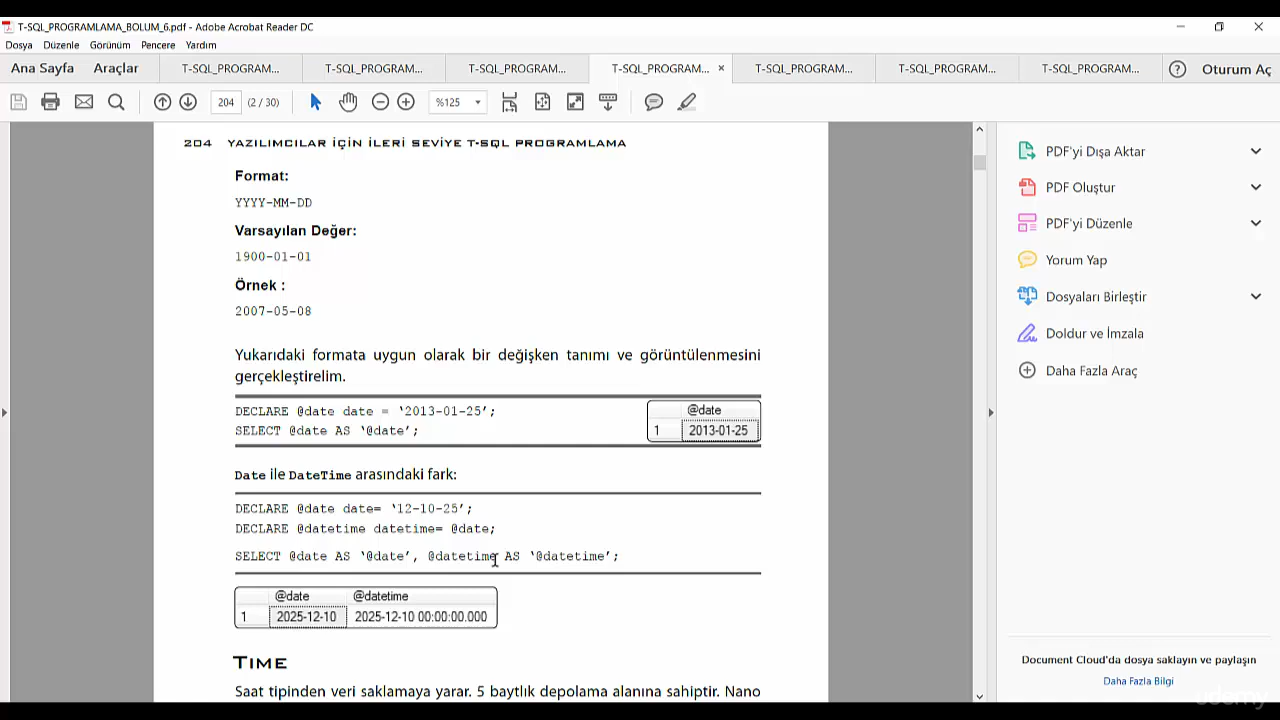 T-SQL_PROGRAMLAMA_BOLUM_6.pdf - Adobe Acrobat Reader DC
Dosya Düzenle Görünüm Pencere Yardım
Ana Sayfa Araçlar T-SQL_PROGRAM... T-SQL_PROGRAM... T-SQL_PROGRAM... T-SQL_PROGRAM... × T-SQL_PROGRAM... T-SQL_PROGRAM... T-SQL_PROGRAM... Oturum Aç
204 (2 / 30) %125
204 YAZILIMCILAR İÇİN İLERİ SEVİYE T-SQL PROGRAMLAMA
Format:
YYYY-MM-DD
Varsayılan Değer:
1900-01-01
Örnek :
2007-05-08
Yukarıdaki formata uygun olarak bir değişken tanımı ve görüntülenmesini
gerçekleştirelim.
DECLARE @date date = ‘2013-01-25’;
SELECT @date AS ‘@date’;
@date
1 2013-01-25
Date ile DateTime arasındaki fark:
DECLARE @date date= ‘12-10-25’;
DECLARE @datetime datetime= @date;
SELECT @date AS ‘@date’, @datetime AS ‘@datetime’;
@date @datetime
1 2025-12-10 2025-12-10 00:00:00.000
TIME
Saat tipinden veri saklamaya yarar. 5 baytlık depolama alanına sahiptir. Nano
PDF'yi Dışa Aktar
PDF Oluştur
PDF'yi Düzenle
Yorum Yap
Dosyaları Birleştir
Doldur ve İmzala
Daha Fazla Araç
Document Cloud'da dosya saklayın ve paylaşın
Daha Fazla Bilgi
udemy